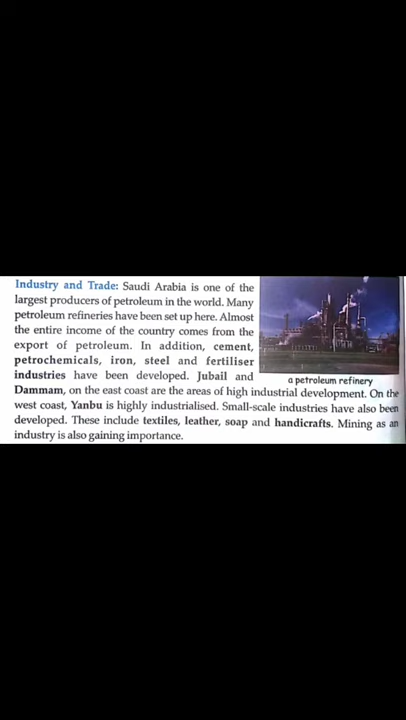 Industry and Trade: Saudi Arabia is one of the
largest producers of petroleum in the world. Many
petroleum refineries have been set up here. Almost
the entire income of the country comes from the
export of petroleum. In addition, cement,
petrochemicals, iron, steel and fertiliser
industries have been developed. Jubail and
a petroleum refinery
Dammam, on the east coast are the areas of high industrial development. On the
west coast, Yanbu is highly industrialised. Small-scale industries have also been
developed. These include textiles, leather, soap and handicrafts. Mining as an
industry is also gaining importance.